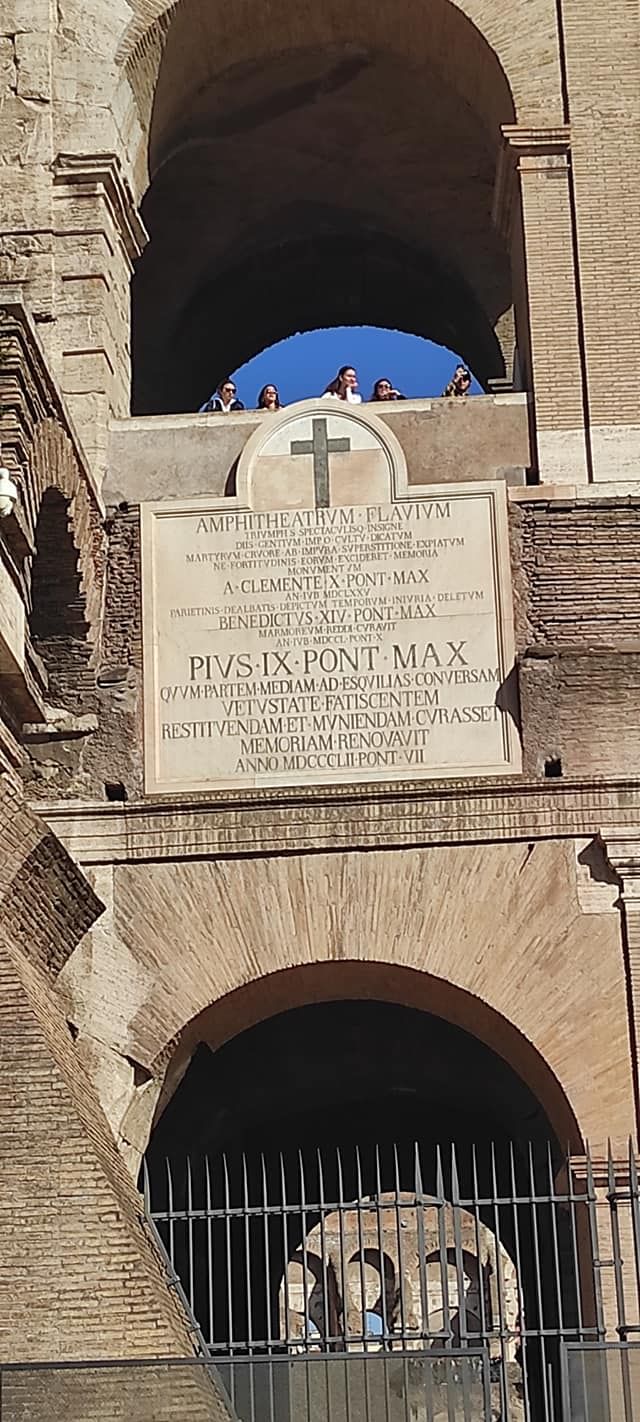 AMPHITHEATRVM·FLAVIVM
TRIVMPHIS SPECTACVLISQ·INSIGNE
DIIS·GENTIVM·IMPIO·CVLTV·DICATVM
MARTYRVM·CRVORE·AB·IMPVRA·SVPERSTITIONE·EXPIATVM
NE·FORTITVDINIS·EORVM·EXCIDERET·MEMORIA
MONVMENTVM
A·CLEMENTE·X·PONT·MAX
AN·IVB·MDCLXXV
PARIETINIS·DEALBATIS·DEPICTVM TEMPORVM·INIVRIA·DELETVM
BENEDICTVS·XIV·PONT·MAX
MARMOREVM·REDDI·CVRAVIT
AN·IVB·MDCCL·PONT·X
PIVS·IX·PONT·MAX
QVVM·PARTEM·MEDIAM·AD·ESQVILIAS·CONVERSAM
VETVSTATE·FATISCENTEM
RESTITVENDAM·ET·MVNIENDAM·CVRASSET
MEMORIAM·RENOVAVIT
ANNO MDCCCLII·PONT·VII